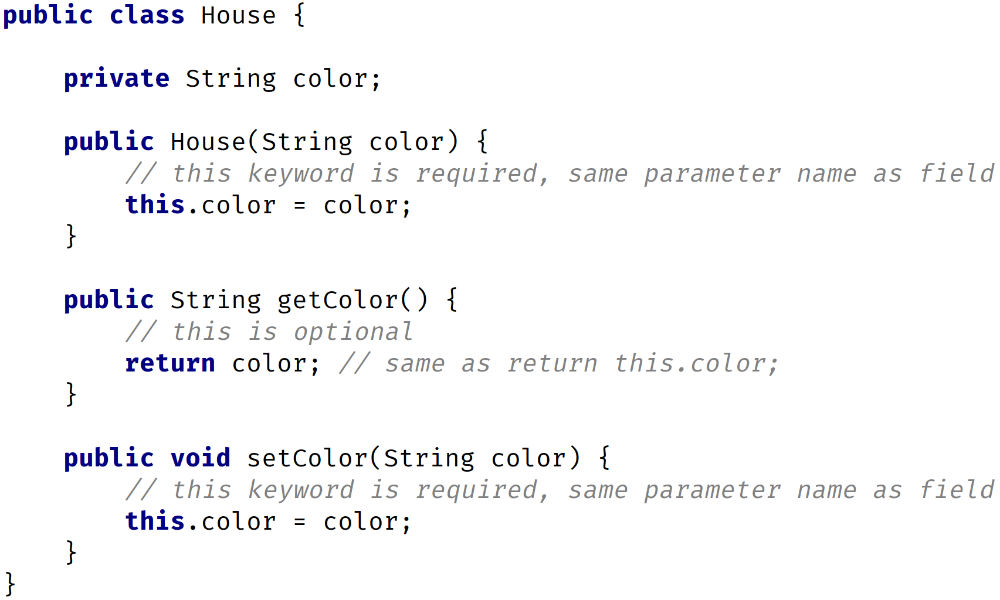 public class House {
    private String color;
    public House(String color) {
        // this keyword is required, same parameter name as field
        this.color = color;
    }
    public String getColor() {
        // this is optional
        return color; // same as return this.color;
    }
    public void setColor(String color) {
        // this keyword is required, same parameter name as field
        this.color = color;
    }
}